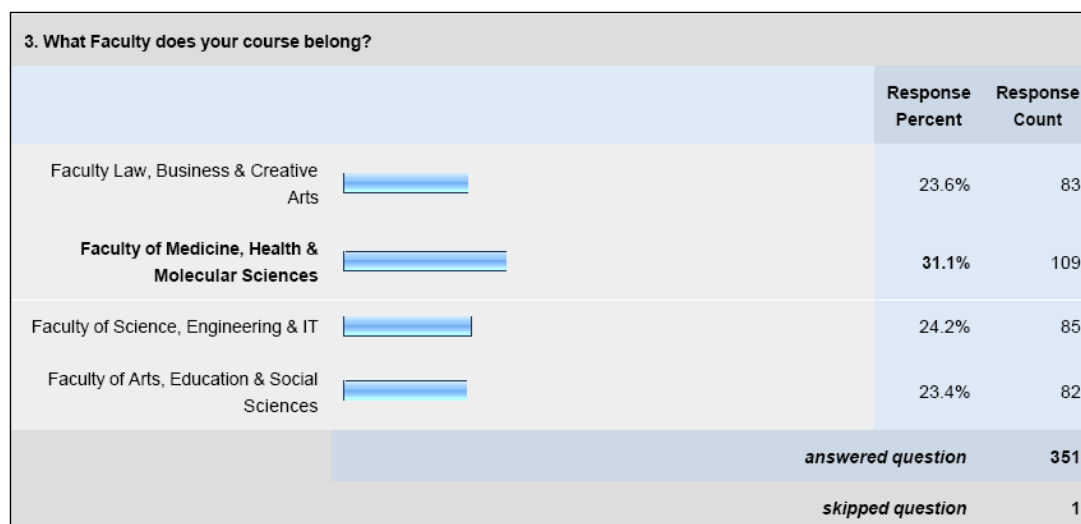 3. What Faculty does your course belong?
Response Percent
Response Count
Faculty Law, Business & Creative Arts
23.6%
83
Faculty of Medicine, Health & Molecular Sciences
31.1%
109
Faculty of Science, Engineering & IT
24.2%
85
Faculty of Arts, Education & Social Sciences
23.4%
82
answered question
351
skipped question
1